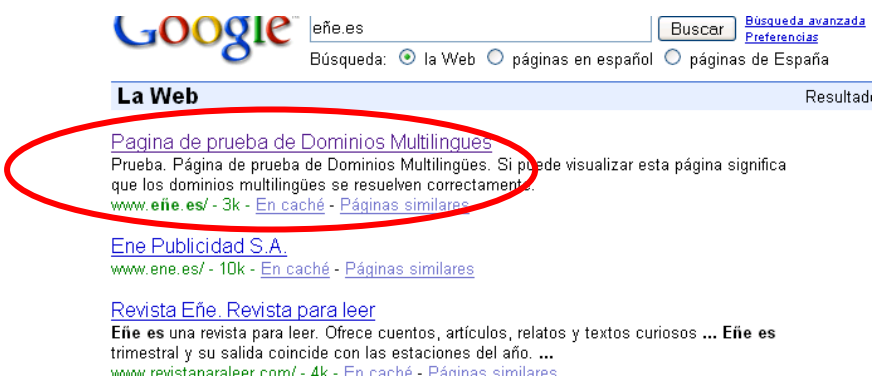 Google™ eñe.es Buscar Búsqueda avanzada
Preferencias
Búsqueda: la Web páginas en español páginas de España
La Web Resultado
Pagina de prueba de Dominios Multilingues
Prueba. Página de prueba de Dominios Multilingües. Si puede visualizar esta página significa
que los dominios multilingües se resuelven correctamente.
www.eñe.es/ - 3k - En caché - Páginas similares
Ene Publicidad S.A.
www.ene.es/ - 10k - En caché - Páginas similares
Revista Eñe. Revista para leer
Eñe es una revista para leer. Ofrece cuentos, artículos, relatos y textos curiosos ... Eñe es
trimestral y su salida coincide con las estaciones del año. ...
www.revistaparaleer.com/ - 4k - En caché - Páginas similares